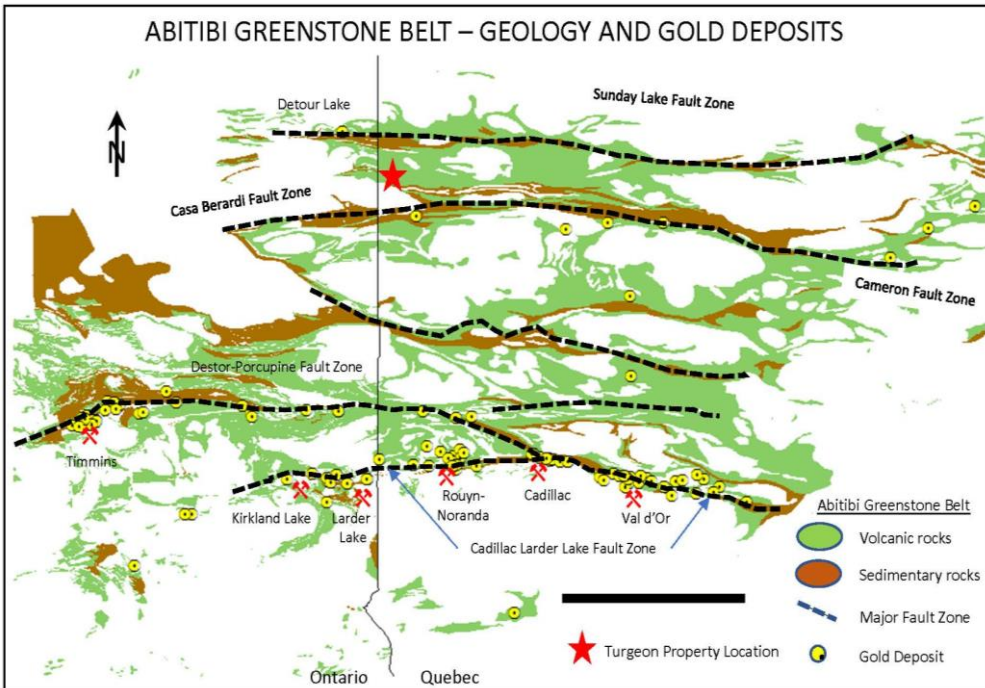 ABITIBI GREENSTONE BELT – GEOLOGY AND GOLD DEPOSITS
Detour Lake
Sunday Lake Fault Zone
N
Casa Berardi Fault Zone
Cameron Fault Zone
Destor-Porcupine Fault Zone
Timmins
Kirkland Lake
Larder
Lake
Rouyn-
Noranda
Cadillac
Val d'Or
Cadillac Larder Lake Fault Zone
Abitibi Greenstone Belt
Volcanic rocks
Sedimentary rocks
Major Fault Zone
Gold Deposit
Turgeon Property Location
Ontario
Quebec